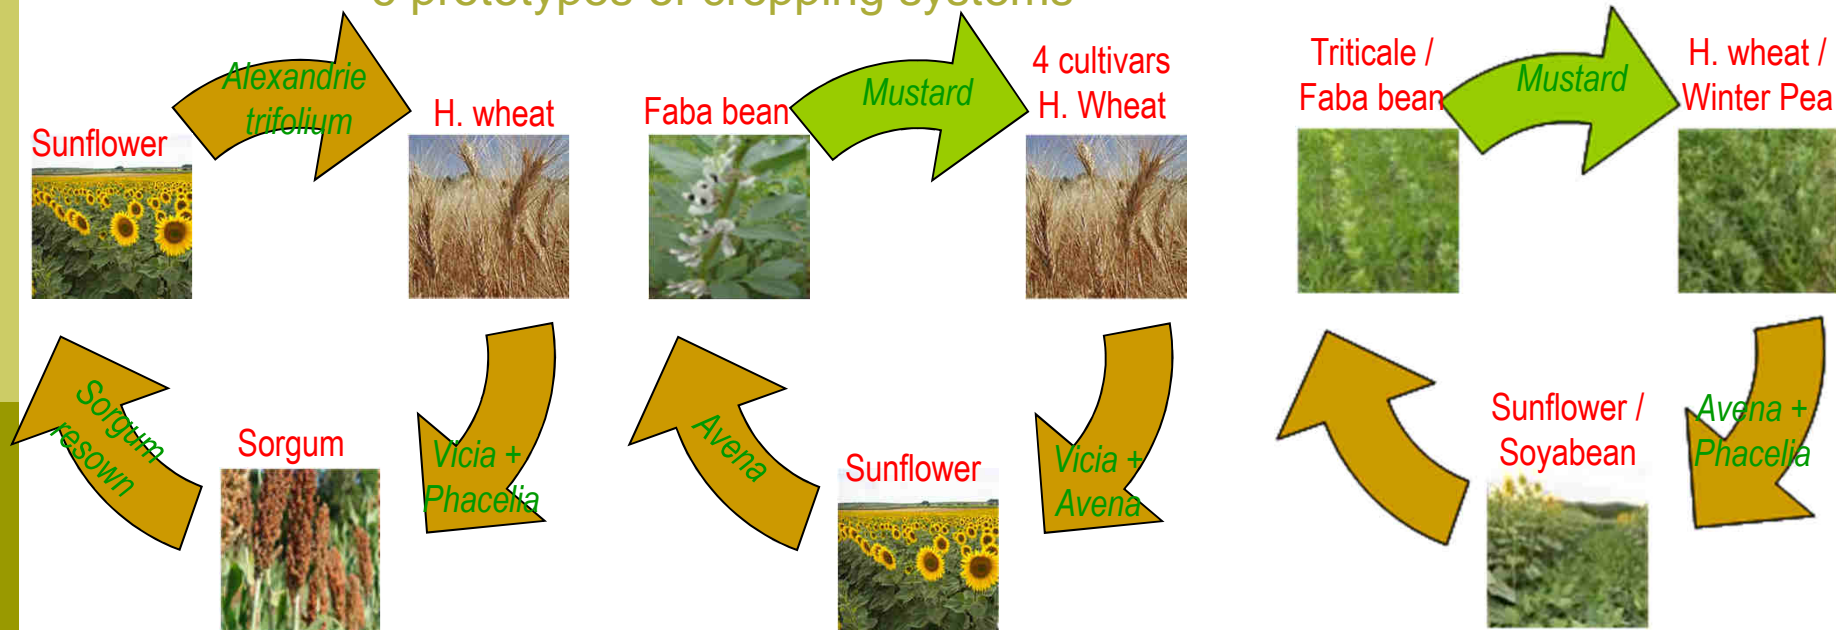 prototypes of cropping systems
Alexandrie
trifolium
Sunflower
H. wheat
Vicia +
Phacelia
Sorgum
Sorgum
resown
Faba bean
Mustard
4 cultivars
H. Wheat
Vicia +
Avena
Sunflower
Avena
Triticale /
Faba bean
Mustard
H. wheat /
Winter Pea
Avena +
Phacelia
Sunflower /
Soyabean